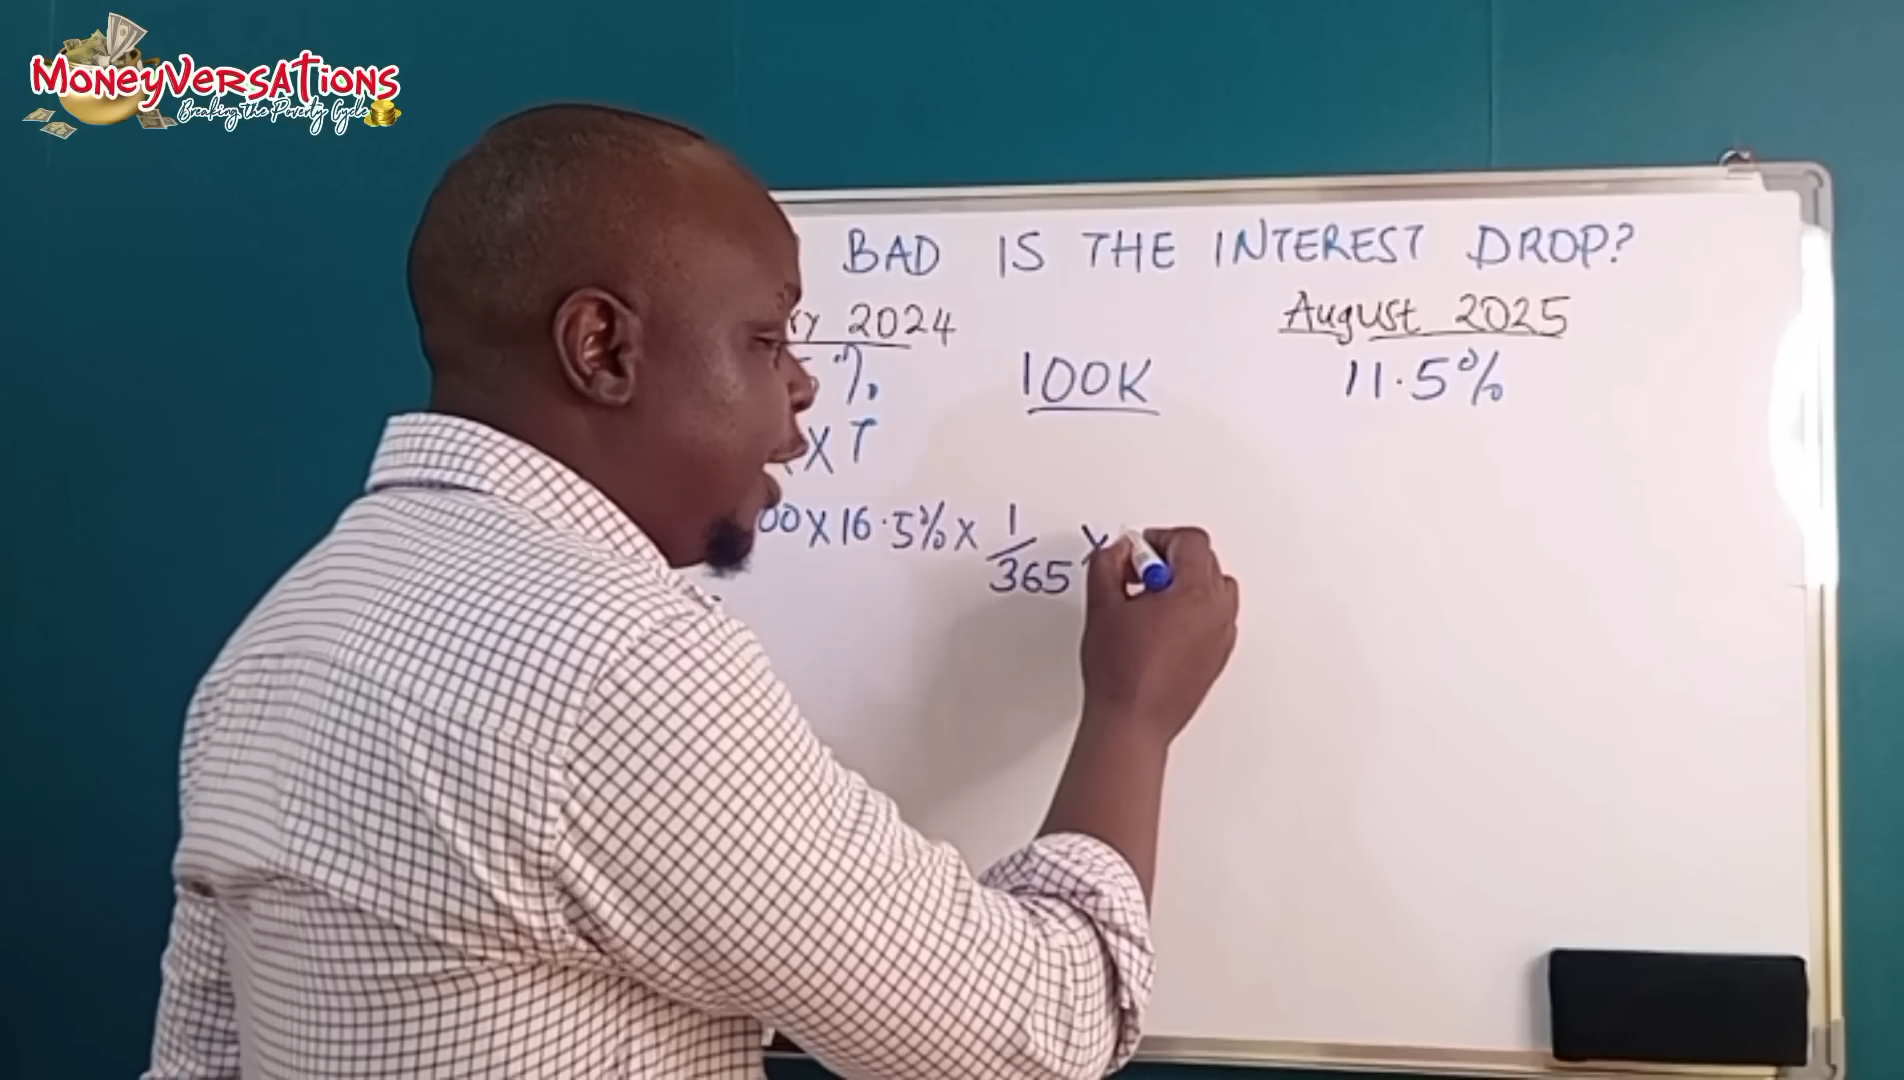 MONEYVERSATIONS
Breaking the Poverty Cycle
BAD IS THE INTEREST DROP?
2024
August 2025
%
100K
11.5%
X T
00 X 16.5% X 1/365 X